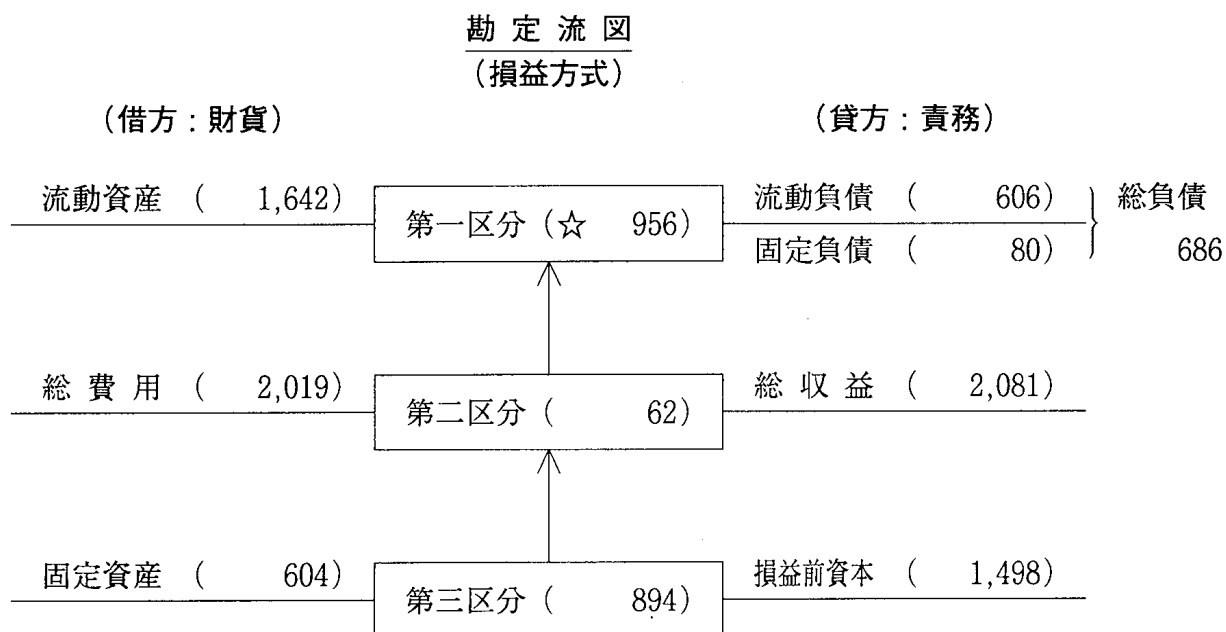 勘定流図
(損益方式)
(借方：財貨) (貸方：責務)
流動資産 ( 1,642) 第一区分 (☆ 956) 流動負債 ( 606) 総負債
固定負債 ( 80) 686
総費用 ( 2,019) 第二区分 ( 62) 総収益 ( 2,081)
固定資産 ( 604) 第三区分 ( 894) 損益前資本 ( 1,498)